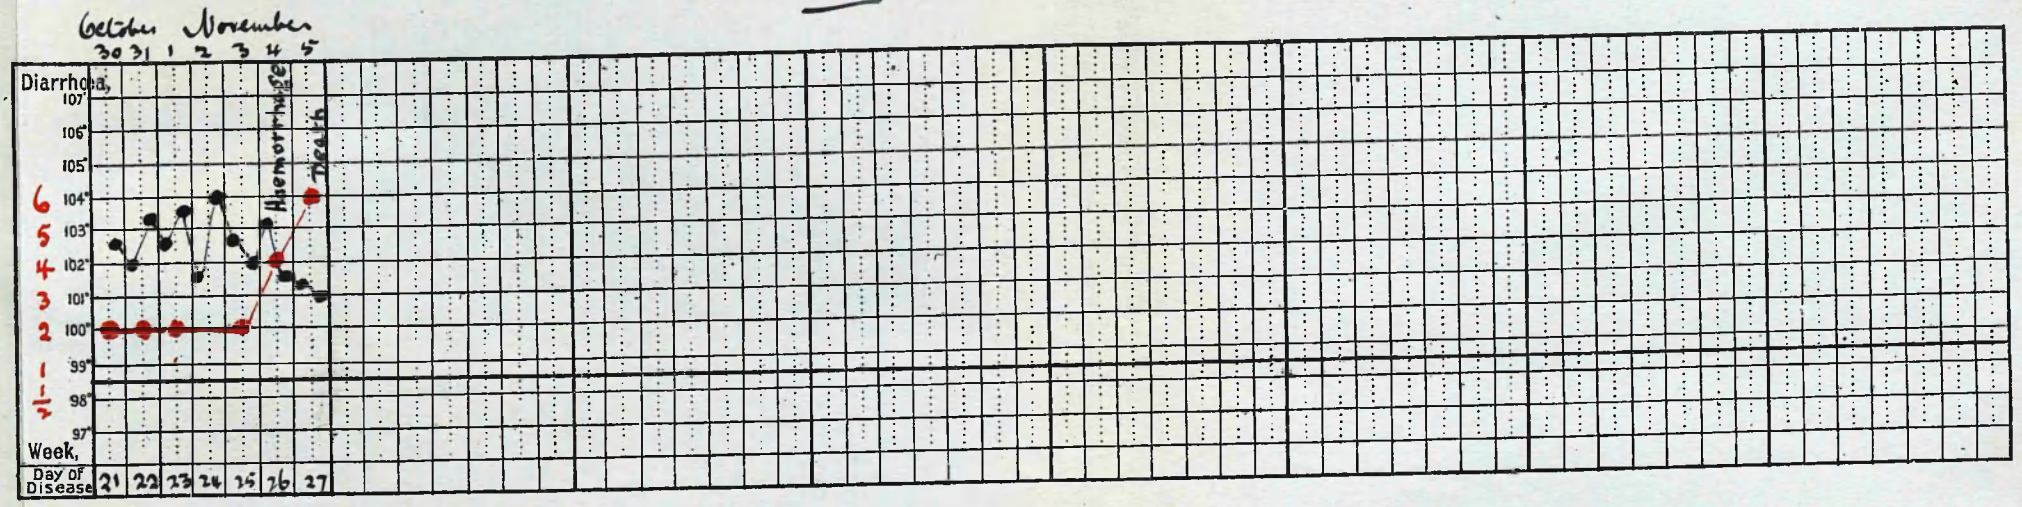 October November
30 31 1 2 3 4 5
Diarrhoea,
Haemorrhage
Death
107°
106°
105°
6 104°
5 103°
4 102°
3 101°
2 100°
1 99°
1/2 98°
97°
Week,
Day of Disease 21 22 23 24 25 26 27